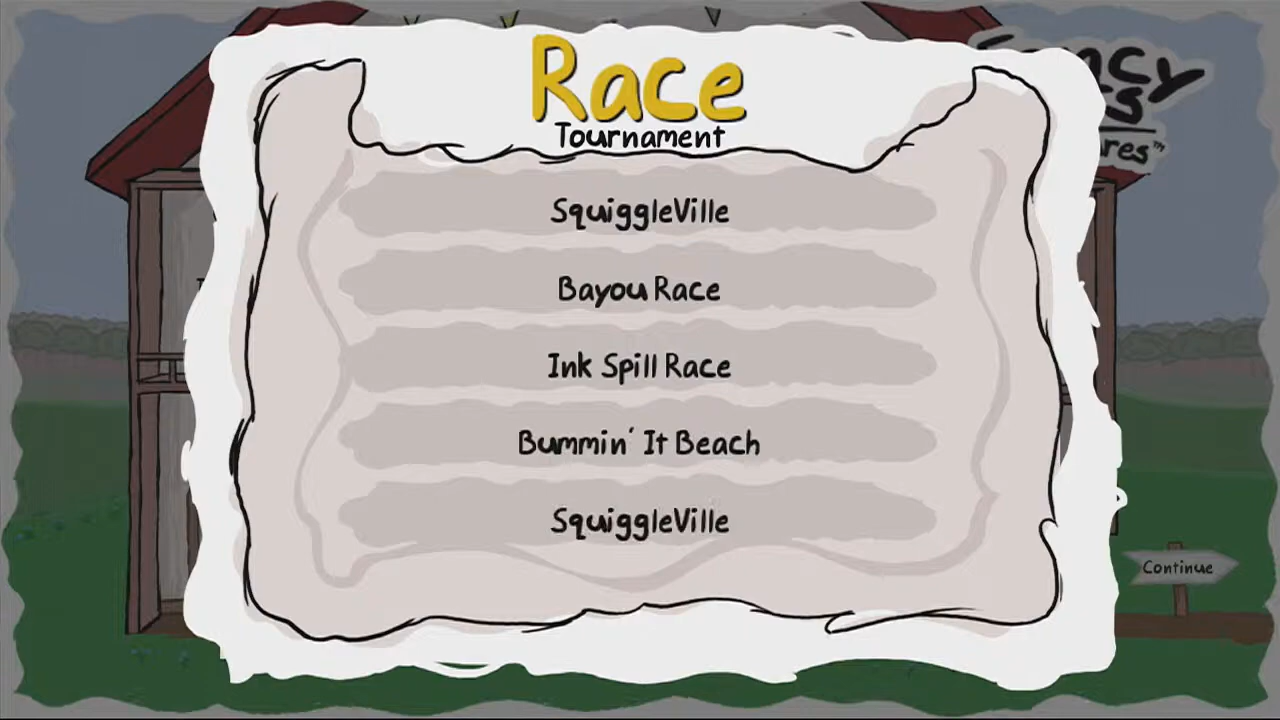 Race
Tournament
SquiggleVille
Bayou Race
Ink Spill Race
Bummin' It Beach
SquiggleVille
Continue